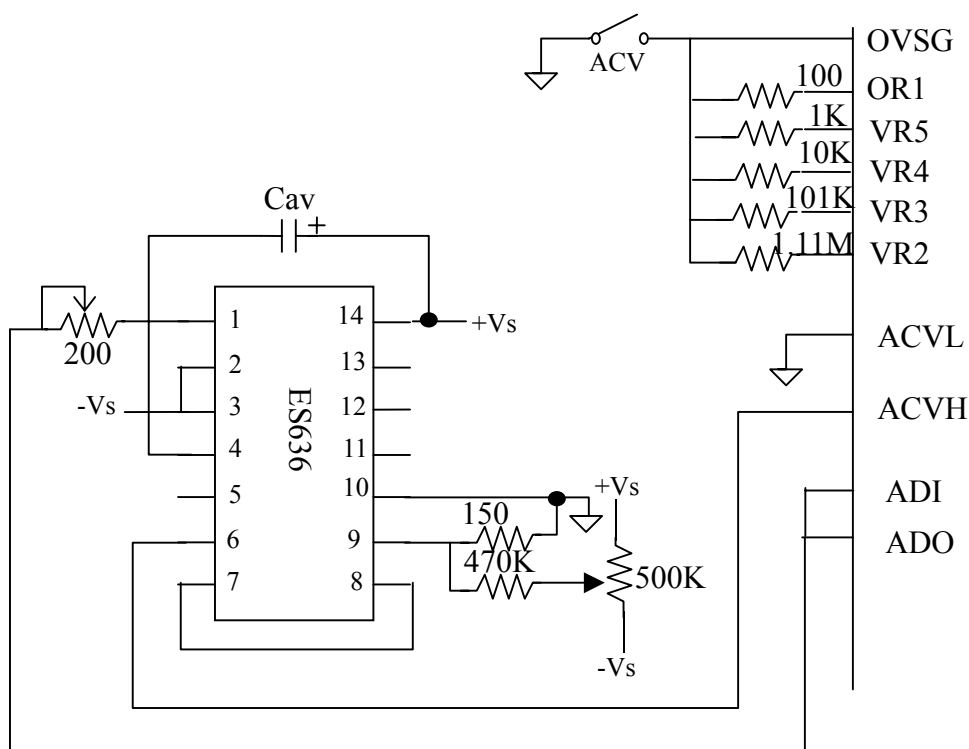 OVSG
ACV
100
OR1
1K
VR5
10K
VR4
101K
VR3
1.11M
VR2
Cav
+
1
14
+Vs
200
2
13
-Vs
3
12
4
11
5
10
6
9
7
8
ES636
ACVL
ACVH
ADI
ADO
+Vs
150
470K
500K
-Vs